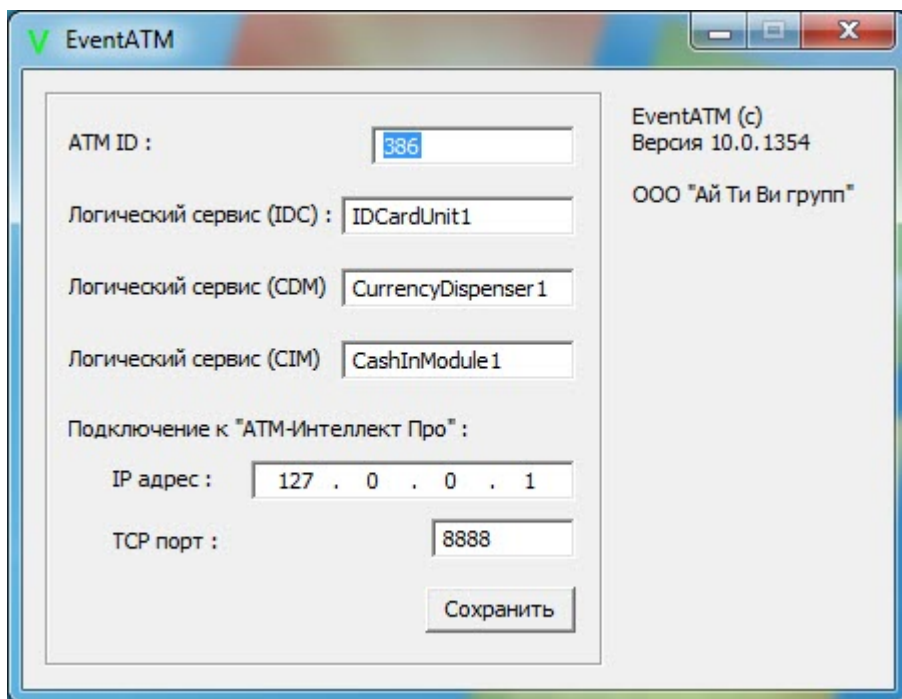 EventATM
ATM ID : 386
Логический сервис (IDC) : IDCardUnit1
Логический сервис (CDM) CurrencyDispenser1
Логический сервис (CIM) CashInModule1
Подключение к "АТМ-Интеллект Про" :
IP адрес : 127 . 0 . 0 . 1
TCP порт : 8888
Сохранить
EventATM (c)
Версия 10.0.1354
ООО "Ай Ти Ви групп"